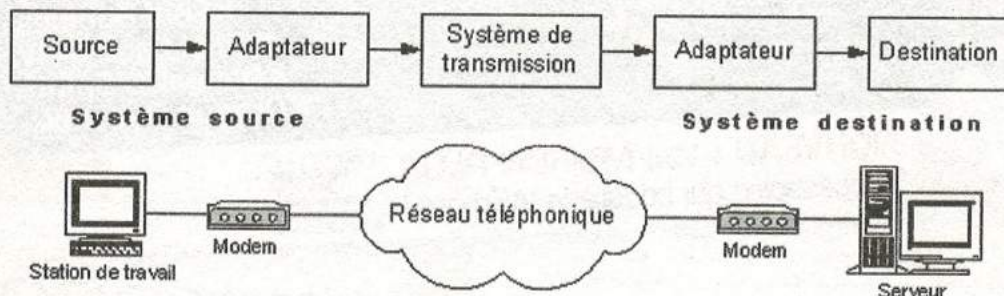 Source
Adaptateur
Système de
transmission
Adaptateur
Destination
Système source
Système destination
Réseau téléphonique
Modem
Modem
Station de travail
Serveur